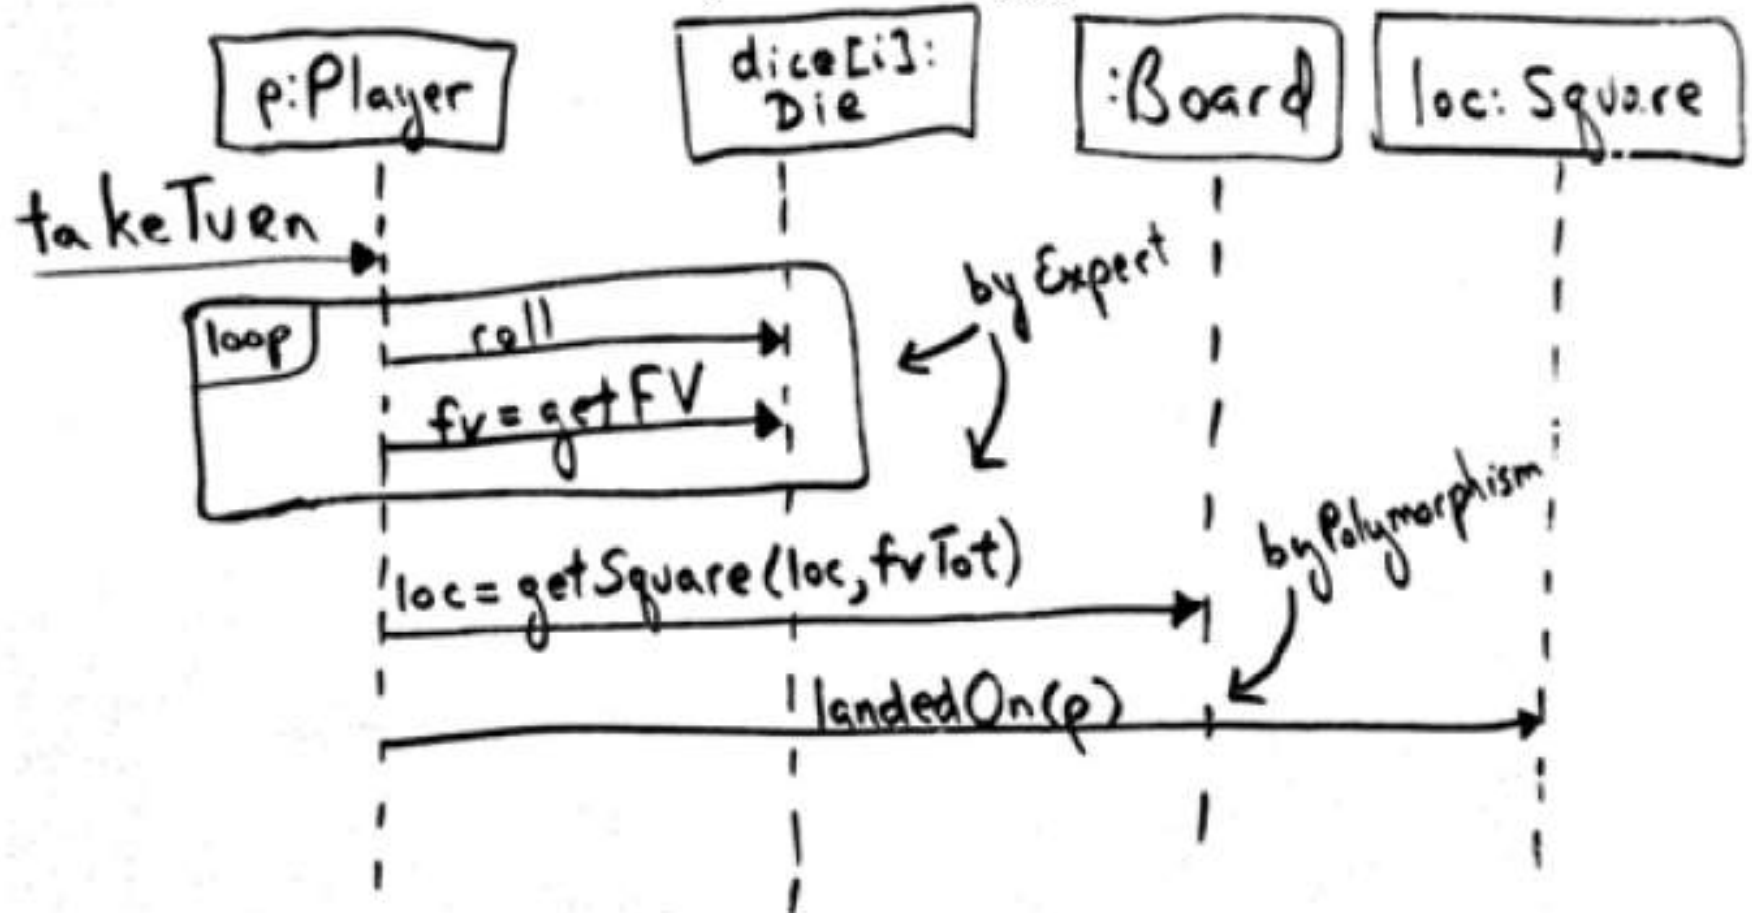 p:Player
dice[i]:
Die
:Board
loc: Square
takeTurn
by Expert
loop
roll
fv = getFV
by Polymorphism
loc = getSquare(loc, fvTot)
landedOn(p)